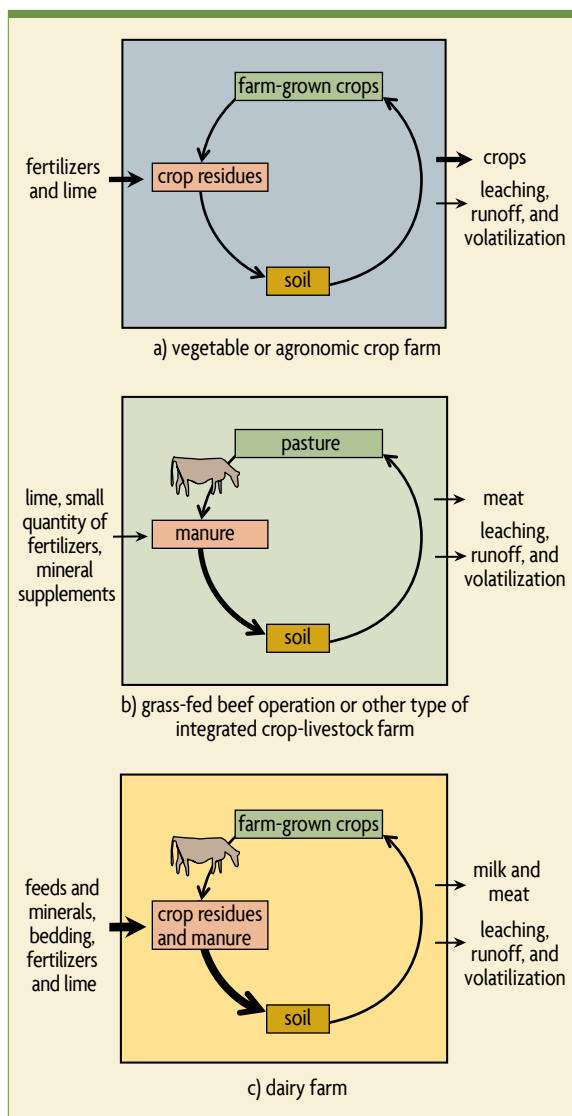 farm-grown crops
fertilizers
and lime
crop residues
crops
leaching,
runoff, and
volatilization
soil
a) vegetable or agronomic crop farm
pasture
lime, small
quantity of
fertilizers,
mineral
supplements
manure
meat
leaching,
runoff, and
volatilization
soil
b) grass-fed beef operation or other type of
integrated crop-livestock farm
farm-grown crops
feeds and
minerals,
bedding,
fertilizers
and lime
crop residues
and manure
milk and
meat
leaching,
runoff, and
volatilization
soil
c) dairy farm